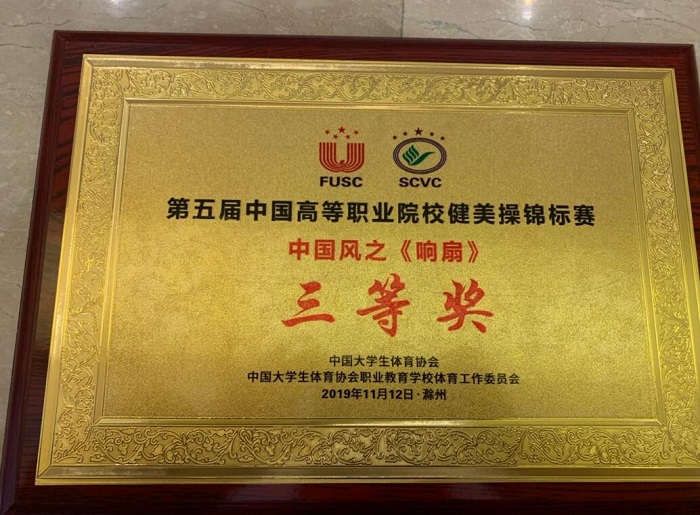 FUSC SCVC
第五届中国高等职业院校健美操锦标赛
中国风之《响扇》
三等奖
中国大学生体育协会
中国大学生体育协会职业教育学校体育工作委员会
2019年11月12日·滁州